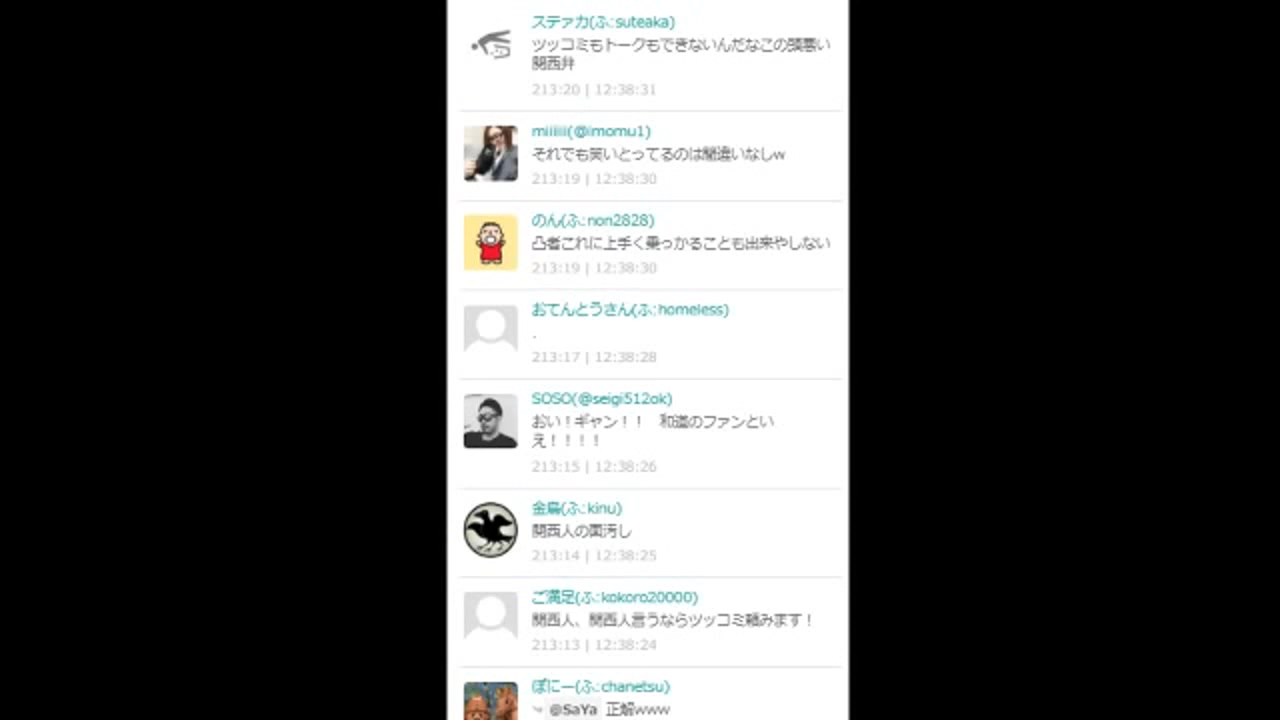 ステァカ(ふ:suteaka)
ツッコミもトークもできないんだなこの頭悪い
関西弁
213:20 | 12:38:31
miiiiii(@imomu1)
それでも笑いとってるのは間違いなしw
213:19 | 12:38:30
のん(ふ:non2828)
凸者これに上手く乗っかることも出来やしない
213:19 | 12:38:30
おてんとうさん(ふ:homeless)
.
213:17 | 12:38:28
SOSO(@seigi512ok)
おい！ギャン！！　和道のファンとい
え！！！！
213:15 | 12:38:26
金烏(ふ:kinu)
関西人の面汚し
213:14 | 12:38:25
ご満足(ふ:kokoro20000)
関西人、関西人言うならツッコミ頼みます！
213:13 | 12:38:24
ぽにー(ふ:chanetsu)
@SaYa 正解www